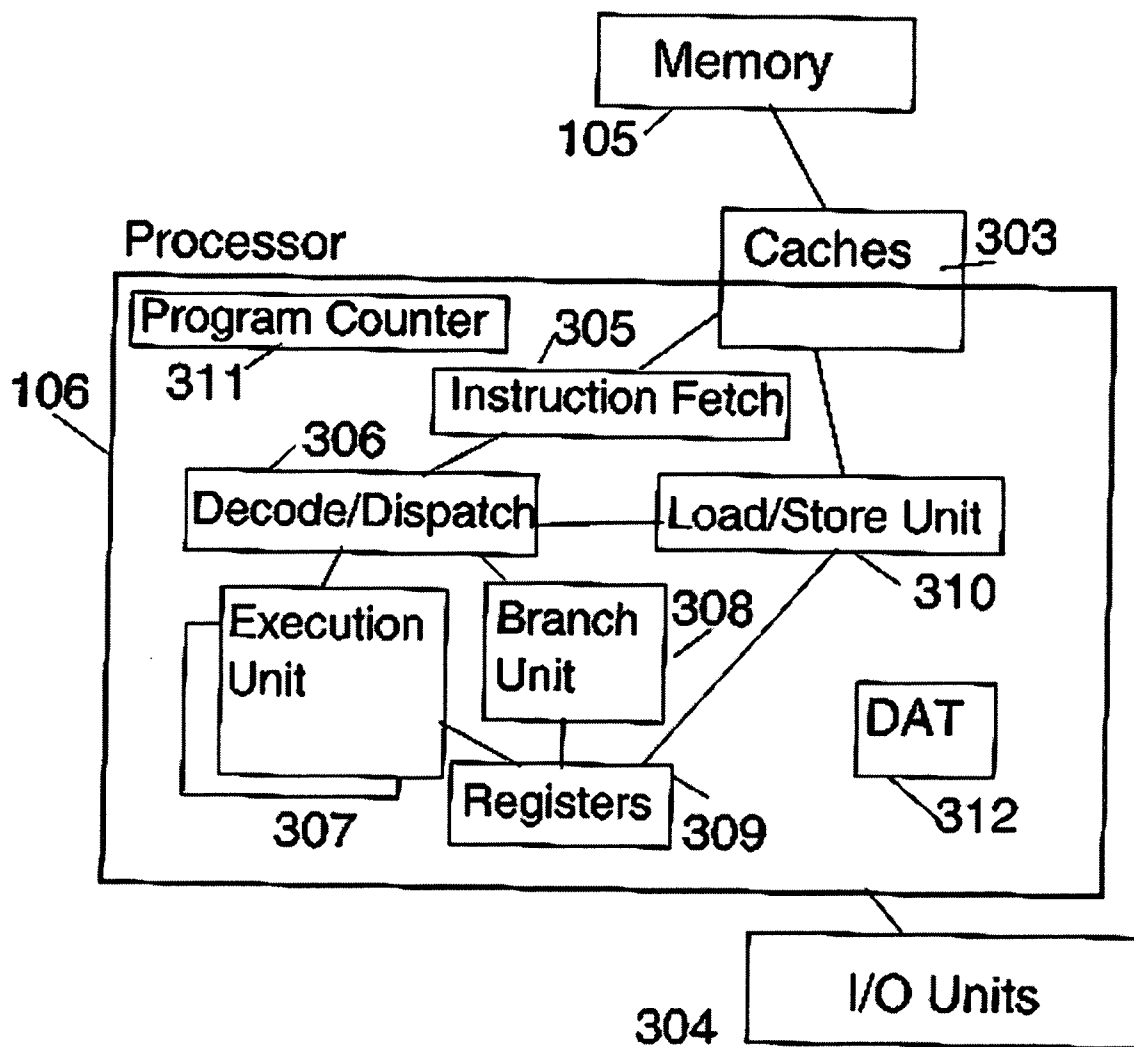 Memory
105
Processor
Caches
303
Program Counter
311
305
106
Instruction Fetch
306
Decode/Dispatch
Load/Store Unit
310
Execution
Unit
Branch
Unit
308
DAT
312
307
Registers
309
I/O Units
304